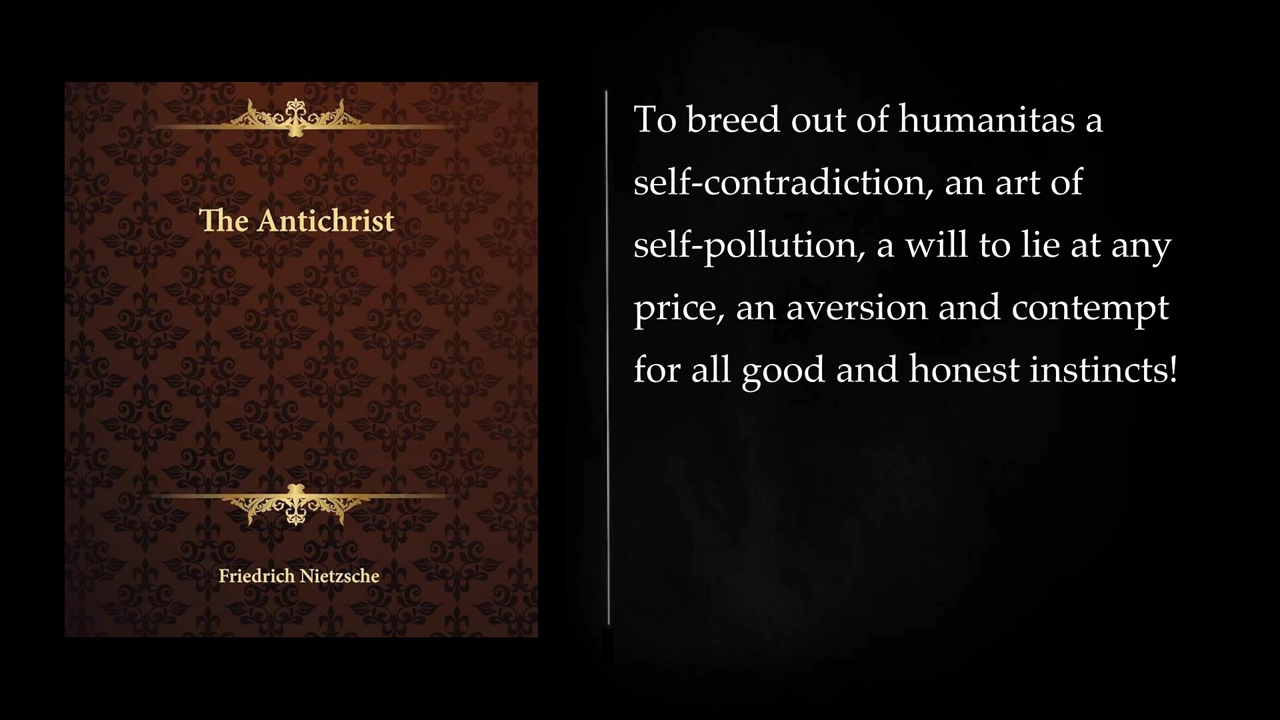 The Antichrist
Friedrich Nietzsche
To breed out of humanitas a
self-contradiction, an art of
self-pollution, a will to lie at any
price, an aversion and contempt
for all good and honest instincts!